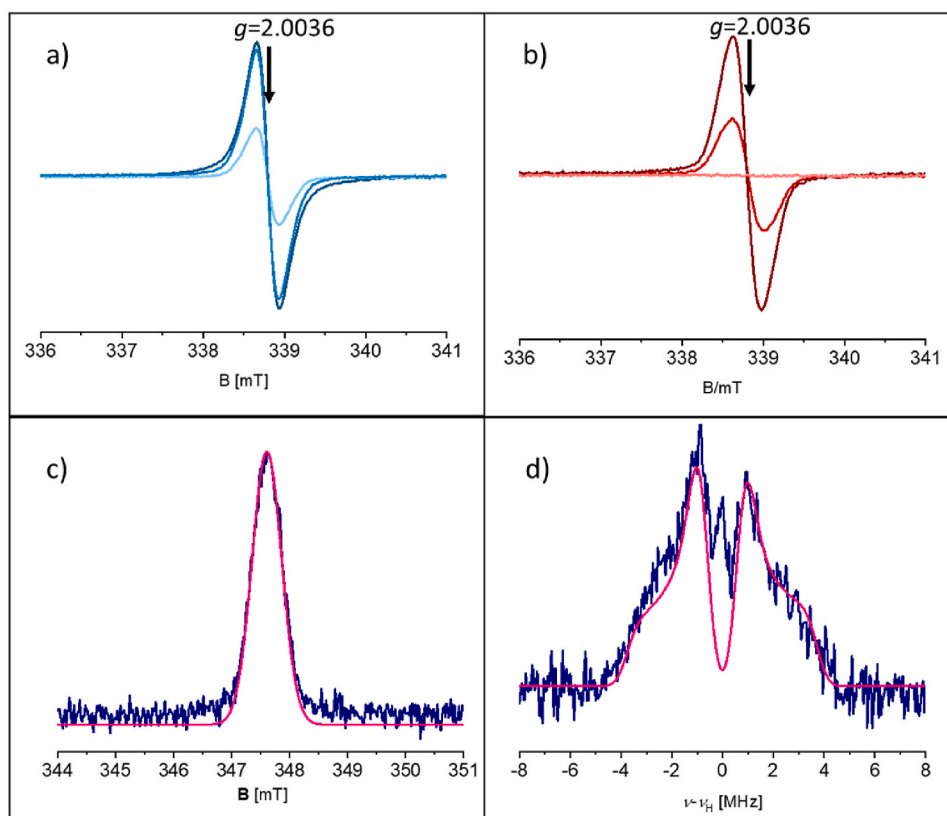 a)
g=2.0036
336 337 338 339 340 341
B [mT]
b)
g=2.0036
336 337 338 339 340 341
B/mT
c)
344 345 346 347 348 349 350 351
B [mT]
d)
-8 -6 -4 -2 0 2 4 6 8
ν-νH [MHz]